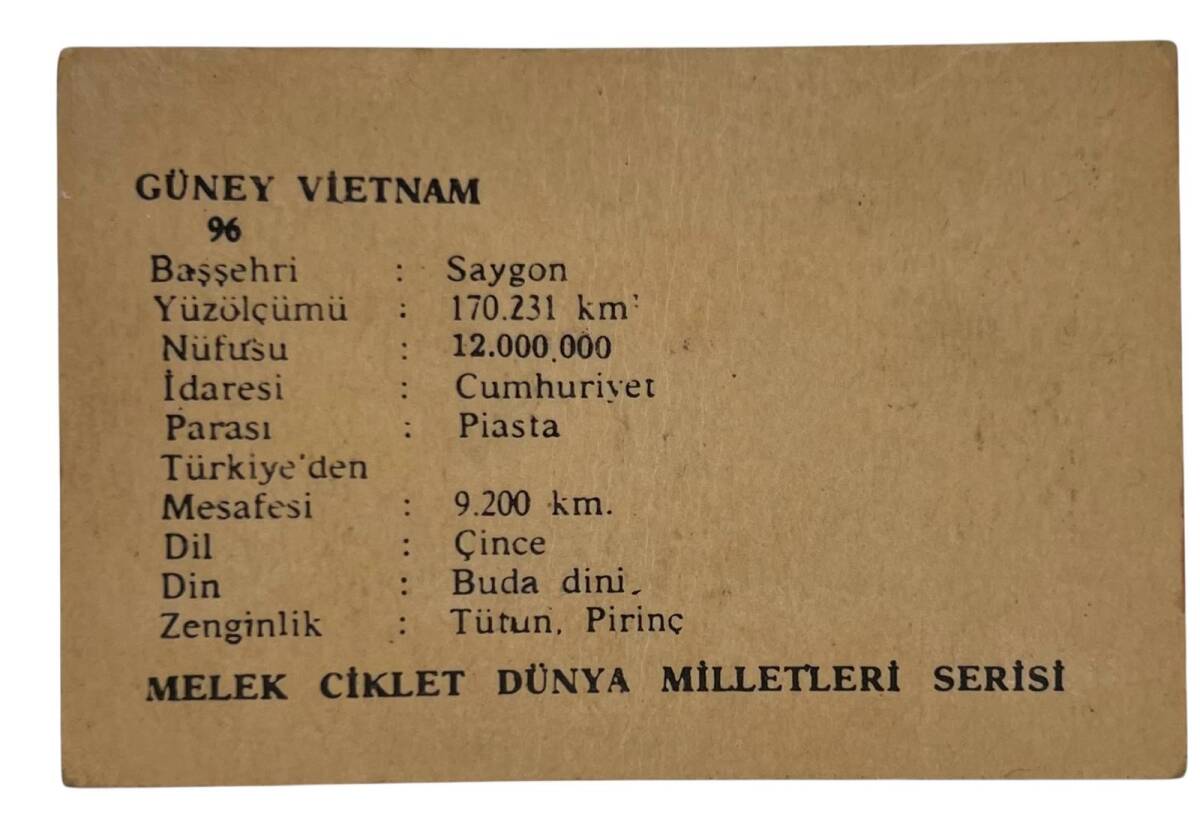 GÜNEY VİETNAM
96
Başşehri : Saygon
Yüzölçümü : 170.231 km²
Nüfusu : 12.000.000
İdaresi : Cumhuriyet
Parası : Piasta
Türkiye'den
Mesafesi : 9.200 km.
Dil : Çince
Din : Buda dini.
Zenginlik : Tütun, Pirinç
MELEK CİKLET DÜNYA MİLLETLERİ SERİSİ